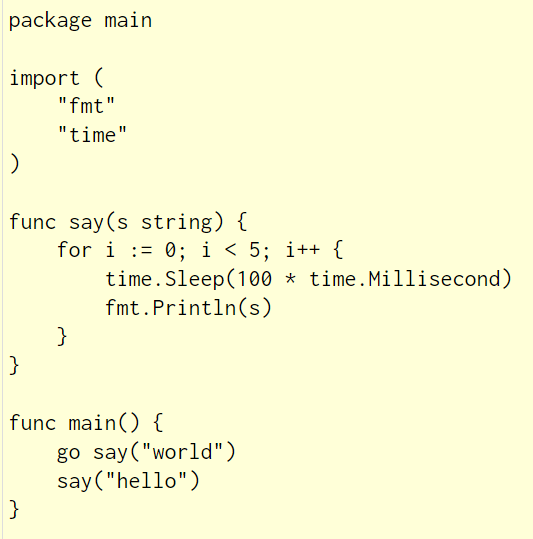 package main

import (
    "fmt"
    "time"
)

func say(s string) {
    for i := 0; i < 5; i++ {
        time.Sleep(100 * time.Millisecond)
        fmt.Println(s)
    }
}

func main() {
    go say("world")
    say("hello")
}